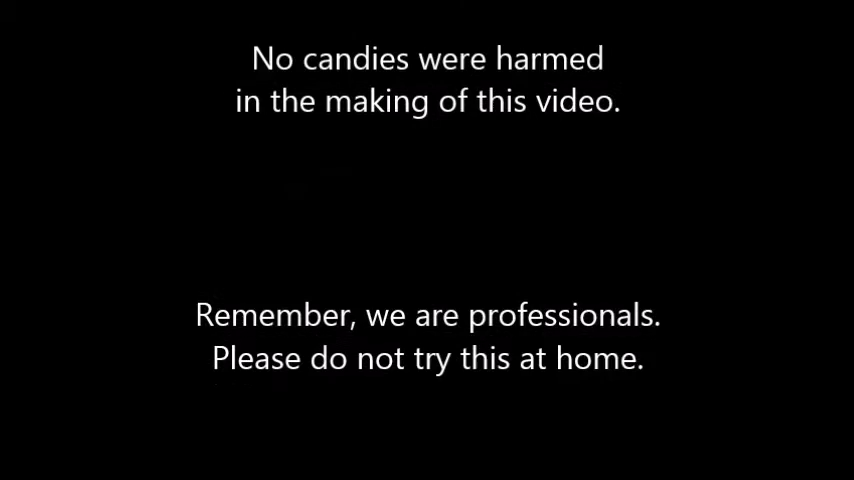 No candies were harmed
in the making of this video.
Remember, we are professionals.
Please do not try this at home.